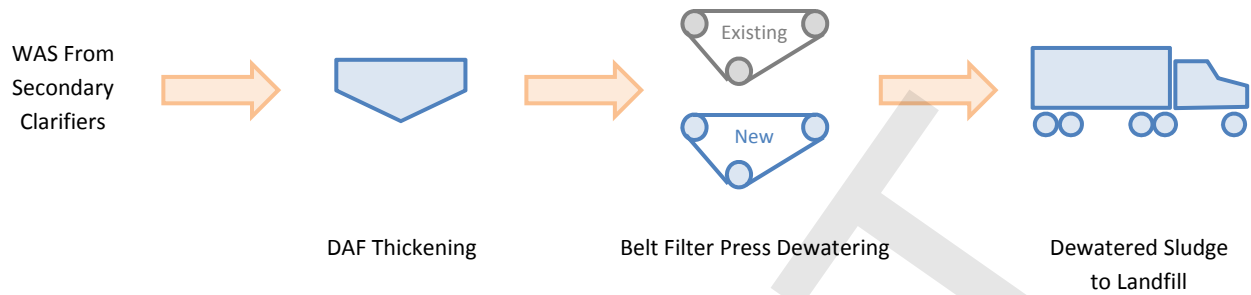 WAS From
Secondary
Clarifiers
Existing
New
DAF Thickening
Belt Filter Press Dewatering
Dewatered Sludge
to Landfill